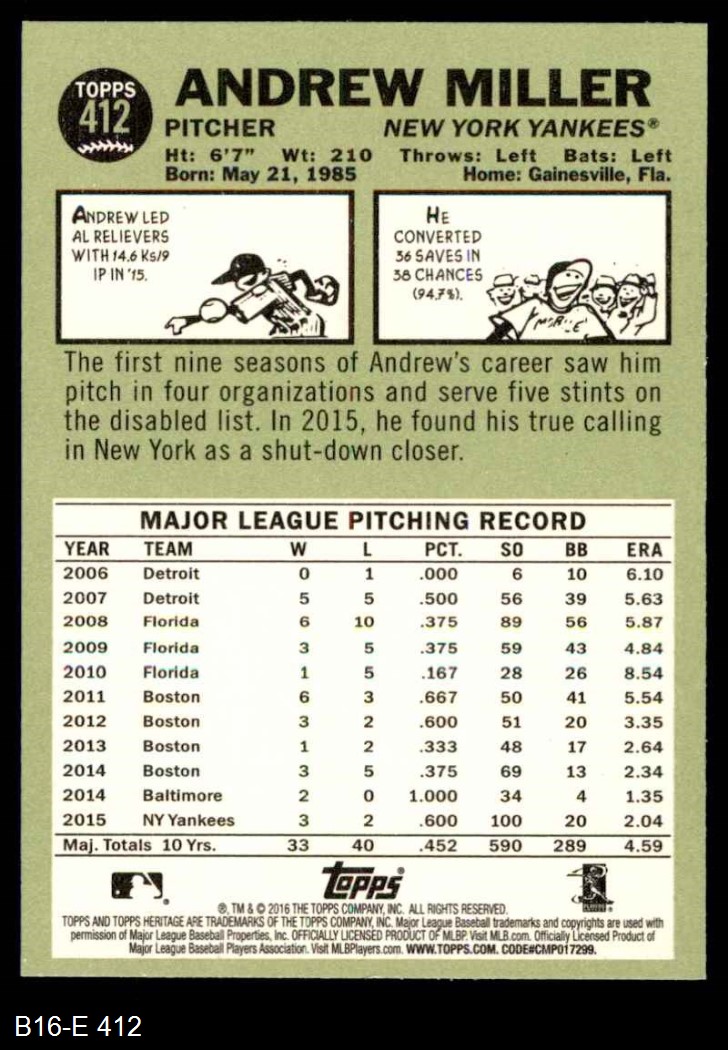 TOPPS
412
ANDREW MILLER
PITCHER NEW YORK YANKEES®
Ht: 6'7" Wt: 210 Throws: Left Bats: Left
Born: May 21, 1985 Home: Gainesville, Fla.
ANDREW LED
AL RELIEVERS
WITH 14.6 KS/9
IP IN '15.
HE
CONVERTED
36 SAVES IN
38 CHANCES
(94.7%).
The first nine seasons of Andrew's career saw him
pitch in four organizations and serve five stints on
the disabled list. In 2015, he found his true calling
in New York as a shut-down closer.
MAJOR LEAGUE PITCHING RECORD
YEAR TEAM W L PCT. SO BB ERA
2006 Detroit 0 1 .000 6 10 6.10
2007 Detroit 5 5 .500 56 39 5.63
2008 Florida 6 10 .375 89 56 5.87
2009 Florida 3 5 .375 59 43 4.84
2010 Florida 1 5 .167 28 26 8.54
2011 Boston 6 3 .667 50 41 5.54
2012 Boston 3 2 .600 51 20 3.35
2013 Boston 1 2 .333 48 17 2.64
2014 Boston 3 5 .375 69 13 2.34
2014 Baltimore 2 0 1.000 34 4 1.35
2015 NY Yankees 3 2 .600 100 20 2.04
Maj. Totals 10 Yrs. 33 40 .452 590 289 4.59
topps®
®, TM & © 2016 THE TOPPS COMPANY, INC. ALL RIGHTS RESERVED.
TOPPS AND TOPPS HERITAGE ARE TRADEMARKS OF THE TOPPS COMPANY, INC. Major League Baseball trademarks and copyrights are used with
permission of Major League Baseball Properties, Inc. OFFICIALLY LICENSED PRODUCT OF MLBP. Visit MLB.com. Officially Licensed Product of
Major League Baseball Players Association. Visit MLBPlayers.com. WWW.TOPPS.COM. CODE#CMP017299.
B16-E 412